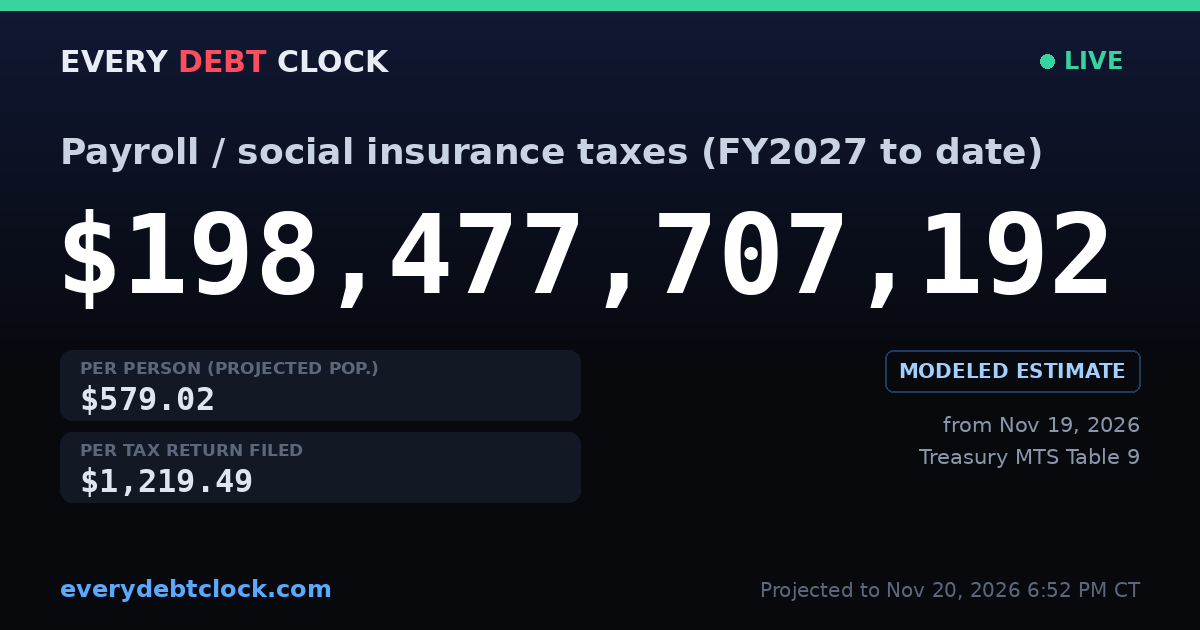 EVERY DEBT CLOCK
LIVE
Payroll / social insurance taxes (FY2027 to date)
$198,477,707,192
PER PERSON (PROJECTED POP.)
$579.02
PER TAX RETURN FILED
$1,219.49
MODELED ESTIMATE
from Nov 19, 2026
Treasury MTS Table 9
everydebtclock.com
Projected to Nov 20, 2026 6:52 PM CT